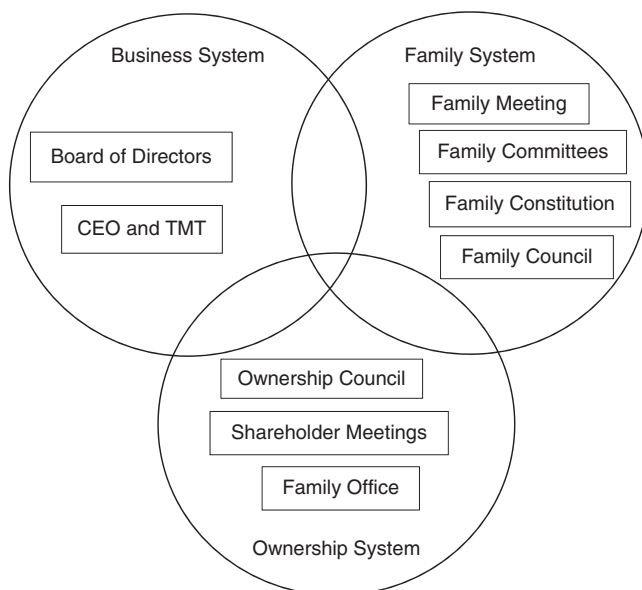 Business System
Board of Directors
CEO and TMT
Family System
Family Meeting
Family Committees
Family Constitution
Family Council
Ownership Council
Shareholder Meetings
Family Office
Ownership System